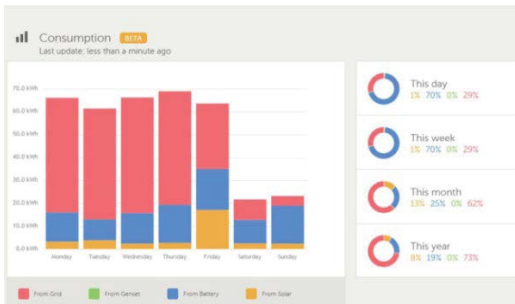 Consumption BETA
Last update: less than a minute ago
70.0 kWh
60.0 kWh
50.0 kWh
40.0 kWh
30.0 kWh
20.0 kWh
10.0 kWh
0.0 kWh
Monday Tuesday Wednesday Thursday Friday Saturday Sunday
From Grid From Genset From Battery From Solar
This day
1% 70% 0% 29%
This week
1% 70% 0% 29%
This month
13% 25% 0% 62%
This year
8% 19% 0% 73%